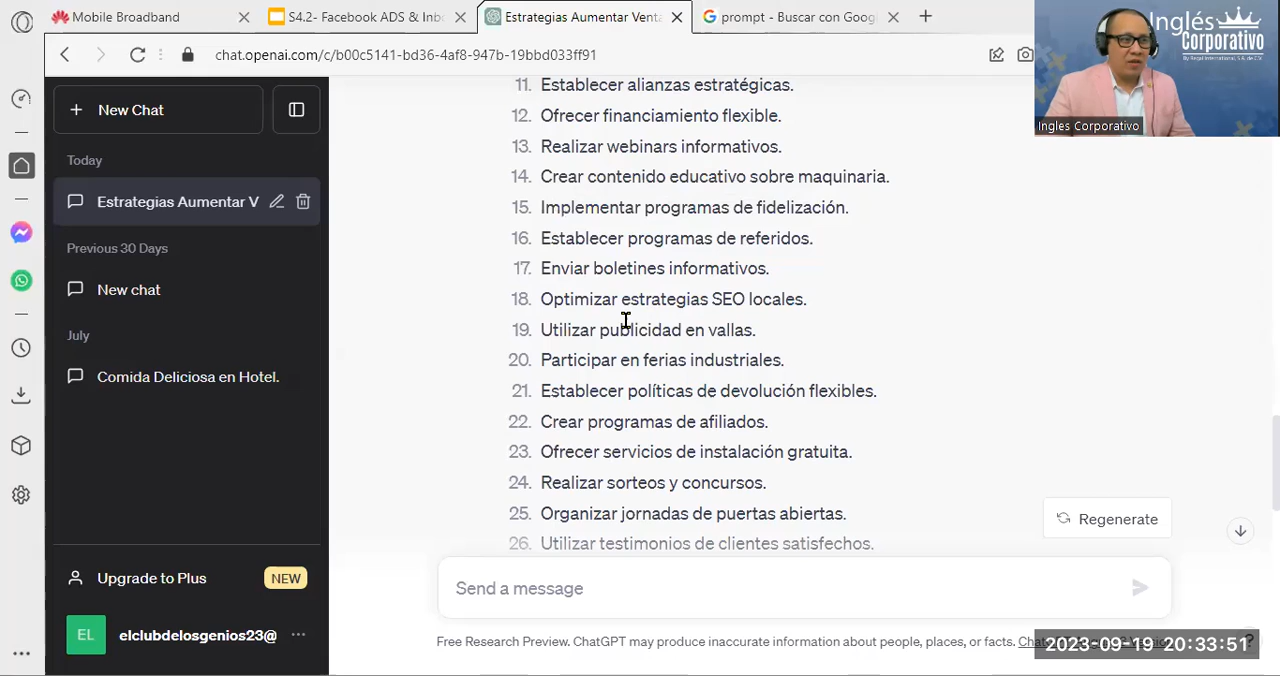 Mobile Broadband
S4.2- Facebook ADS & Inb
Estrategias Aumentar Venta
prompt - Buscar con Goog
chat.openai.com/c/b00c5141-bd36-4af8-947b-19bbd033ff91
Inglés
Corporativo
By Regal International, S.A. de C.V.
Ingles Corporativo
New Chat
Today
Estrategias Aumentar V
Previous 30 Days
New chat
July
Comida Deliciosa en Hotel.
Upgrade to Plus
NEW
EL
elclubdelosgenios23@
11. Establecer alianzas estratégicas.
12. Ofrecer financiamiento flexible.
13. Realizar webinars informativos.
14. Crear contenido educativo sobre maquinaria.
15. Implementar programas de fidelización.
16. Establecer programas de referidos.
17. Enviar boletines informativos.
18. Optimizar estrategias SEO locales.
19. Utilizar publicidad en vallas.
20. Participar en ferias industriales.
21. Establecer políticas de devolución flexibles.
22. Crear programas de afiliados.
23. Ofrecer servicios de instalación gratuita.
24. Realizar sorteos y concursos.
25. Organizar jornadas de puertas abiertas.
26. Utilizar testimonios de clientes satisfechos.
Regenerate
Send a message
Free Research Preview. ChatGPT may produce inaccurate information about people, places, or facts.
2023-09-19 20:33:51